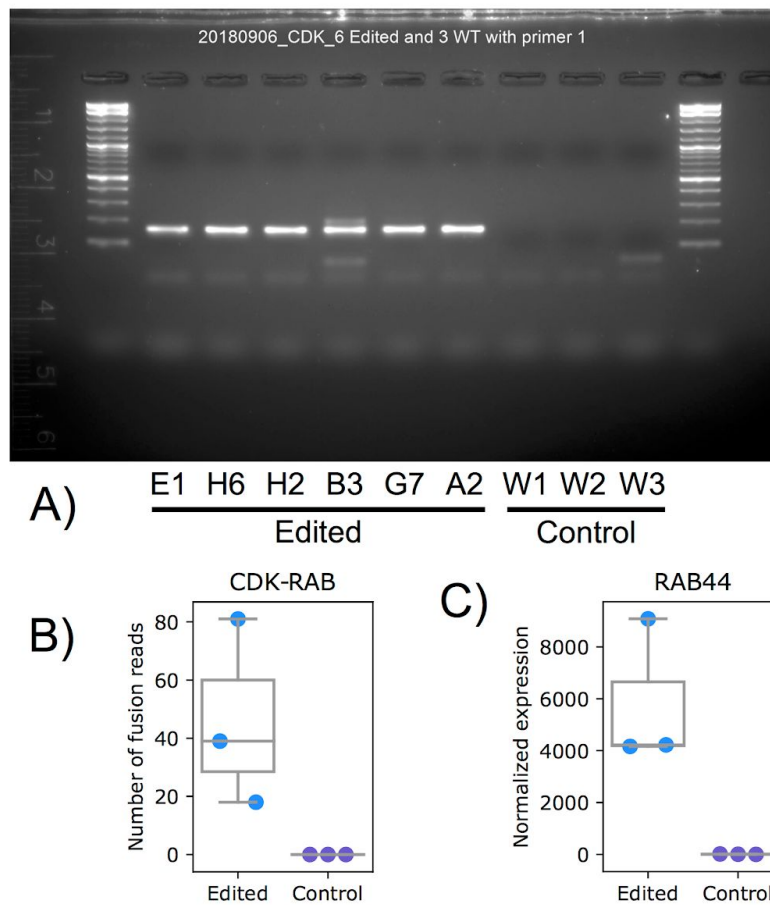 20180906_CDK_6 Edited and 3 WT with primer 1
1
2
3
4
5
6
E1 H6 H2 B3 G7 A2 W1 W2 W3
A)
Edited Control
CDK-RAB
B)
Number of fusion reads
80
60
40
20
0
Edited Control
RAB44
C)
Normalized expression
8000
6000
4000
2000
0
Edited Control